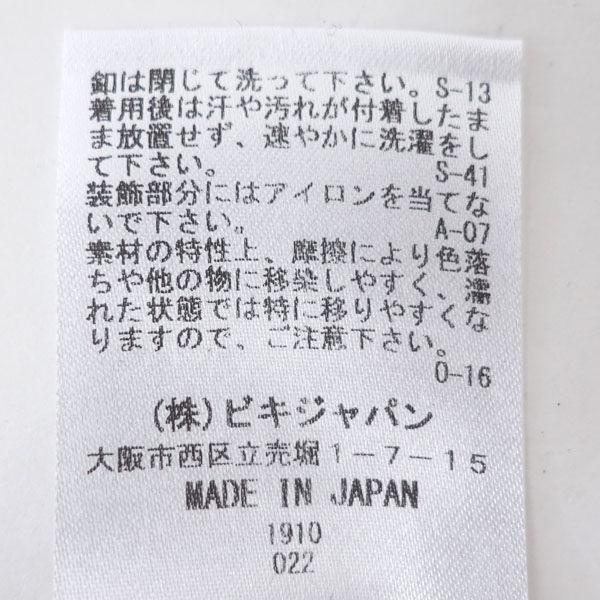 釦は閉じて洗って下さい。S-13
着用後は汗や汚れが付着したまま
ま放置せず、速やかに洗濯をし
て下さい。 S-41
装飾部分にはアイロンを当てな
いで下さい。 A-07
素材の特性上、摩擦により色落
ちや他の物に移染しやすく、濡
れた状態では特に移りやすくな
りますので、ご注意下さい。
O-16
(株)ビキジャパン
大阪市西区立売堀1-7-15
MADE IN JAPAN
1910
022